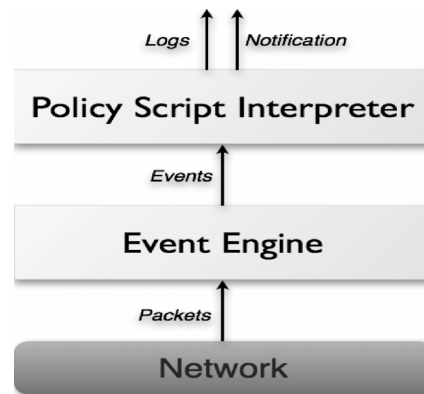 Logs Notification
Policy Script Interpreter
Events
Event Engine
Packets
Network